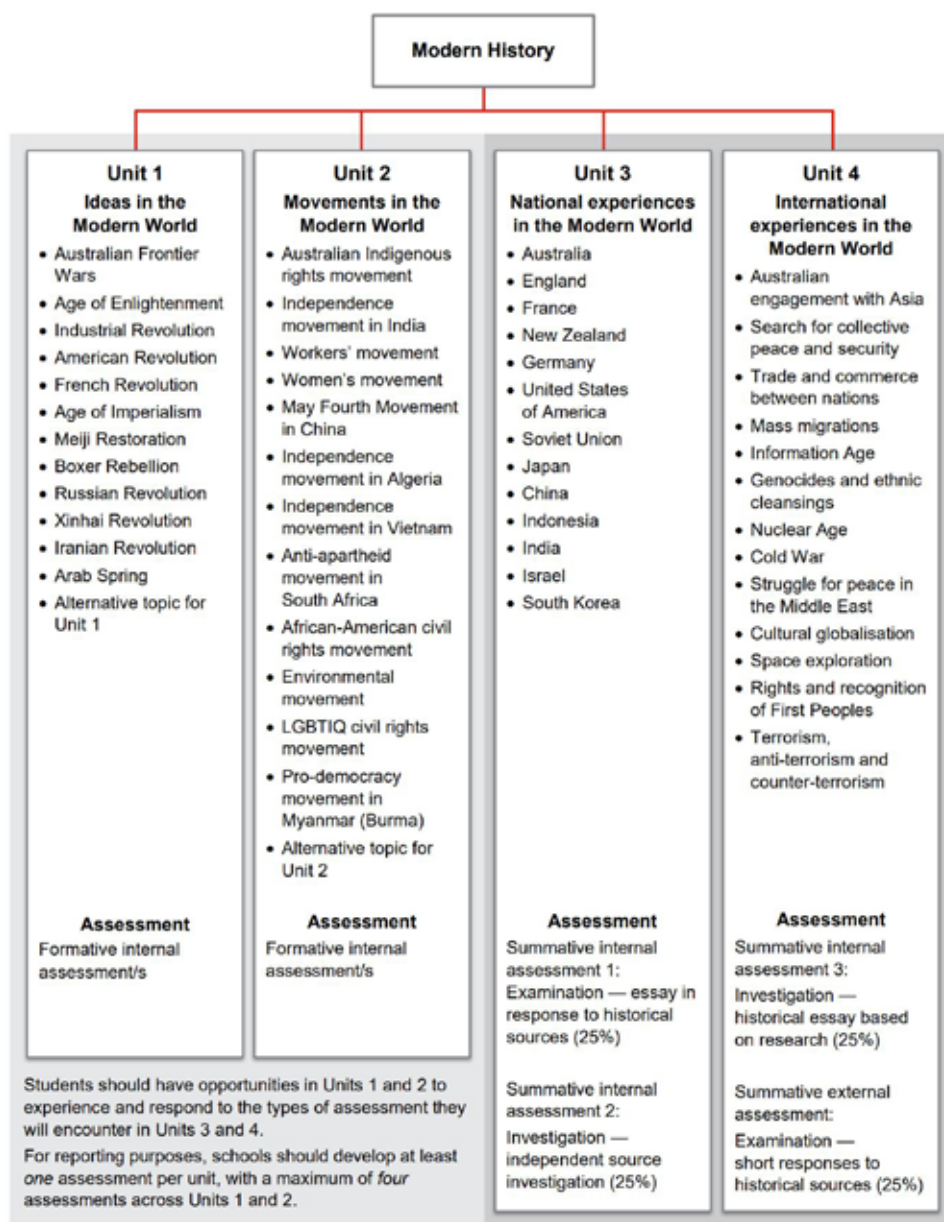 Modern History
Unit 1
Ideas in the
Modern World
• Australian Frontier
Wars
• Age of Enlightenment
• Industrial Revolution
• American Revolution
• French Revolution
• Age of Imperialism
• Meiji Restoration
• Boxer Rebellion
• Russian Revolution
• Xinhai Revolution
• Iranian Revolution
• Arab Spring
• Alternative topic for
Unit 1
Assessment
Formative internal
assessment/s
Unit 2
Movements in the
Modern World
• Australian Indigenous
rights movement
• Independence
movement in India
• Workers' movement
• Women's movement
• May Fourth Movement
in China
• Independence
movement in Algeria
• Independence
movement in Vietnam
• Anti-apartheid
movement in
South Africa
• African-American civil
rights movement
• Environmental
movement
• LGBTIQ civil rights
movement
• Pro-democracy
movement in
Myanmar (Burma)
• Alternative topic for
Unit 2
Assessment
Formative internal
assessment/s
Students should have opportunities in Units 1 and 2 to
experience and respond to the types of assessment they
will encounter in Units 3 and 4.
For reporting purposes, schools should develop at least
one assessment per unit, with a maximum of four
assessments across Units 1 and 2.
Unit 3
National experiences
in the Modern World
• Australia
• England
• France
• New Zealand
• Germany
• United States
of America
• Soviet Union
• Japan
• China
• Indonesia
• India
• Israel
• South Korea
Assessment
Summative internal
assessment 1:
Examination — essay in
response to historical
sources (25%)
Summative internal
assessment 2:
Investigation —
independent source
investigation (25%)
Unit 4
International
experiences in the
Modern World
• Australian
engagement with Asia
• Search for collective
peace and security
• Trade and commerce
between nations
• Mass migrations
• Information Age
• Genocides and ethnic
cleansings
• Nuclear Age
• Cold War
• Struggle for peace in
the Middle East
• Cultural globalisation
• Space exploration
• Rights and recognition
of First Peoples
• Terrorism,
anti-terrorism and
counter-terrorism
Assessment
Summative internal
assessment 3:
Investigation —
historical essay based
on research (25%)
Summative external
assessment:
Examination —
short responses to
historical sources (25%)